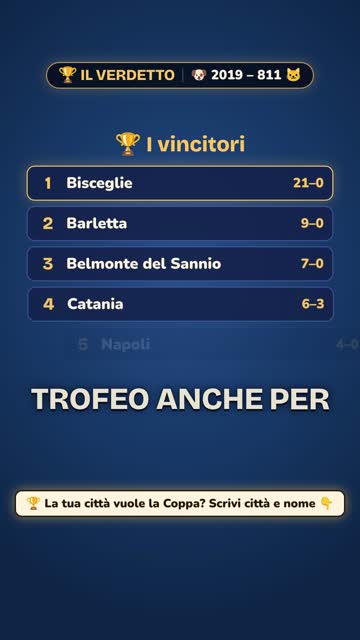 🏆 IL VERDETTO | 🐶 2019 – 811 🐱
🏆 I vincitori
1 Bisceglie 21–0
2 Barletta 9–0
3 Belmonte del Sannio 7–0
4 Catania 6–3
5 Napoli 4–0
TROFEO ANCHE PER
🏆 La tua città vuole la Coppa? Scrivi città e nome 👇